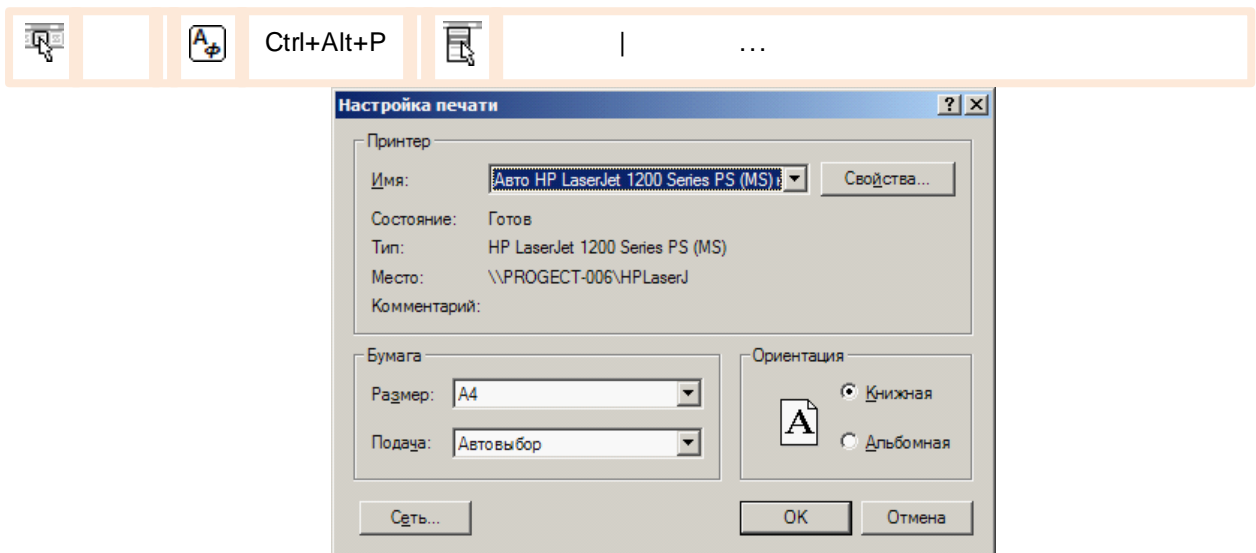 Ctrl+Alt+P | ...
Настройка печати
Принтер
Имя: Авто HP LaserJet 1200 Series PS (MS) Свойства...
Состояние: Готов
Тип: HP LaserJet 1200 Series PS (MS)
Место: \\PROGECT-006\HPLaserJ
Комментарий:
Бумага
Размер: A4
Подача: Автовыбор
Ориентация
A
Книжная
Альбомная
Сеть...
OK
Отмена